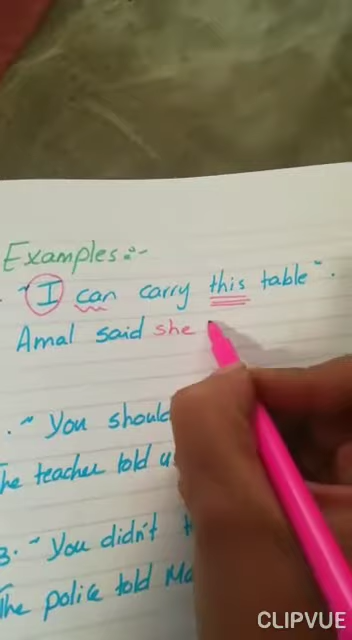 Examples:-
"I can carry this table".
Amal said she
. "You should
The teacher told u
3. "You didn't
The police told Ma
CLIPVUE